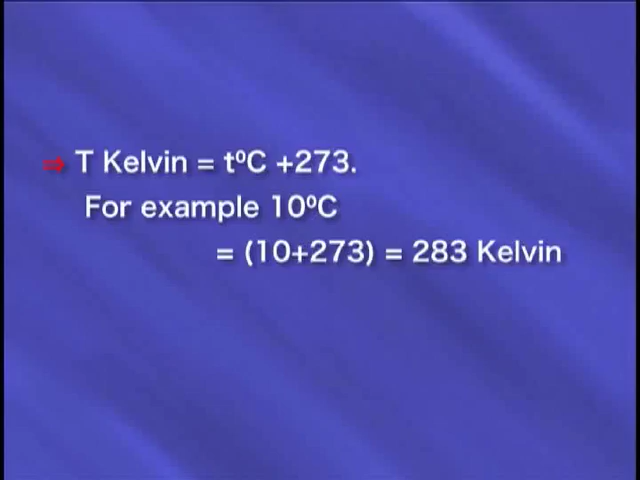 ⇒ T Kelvin = tºC +273.
For example 10ºC
= (10+273) = 283 Kelvin